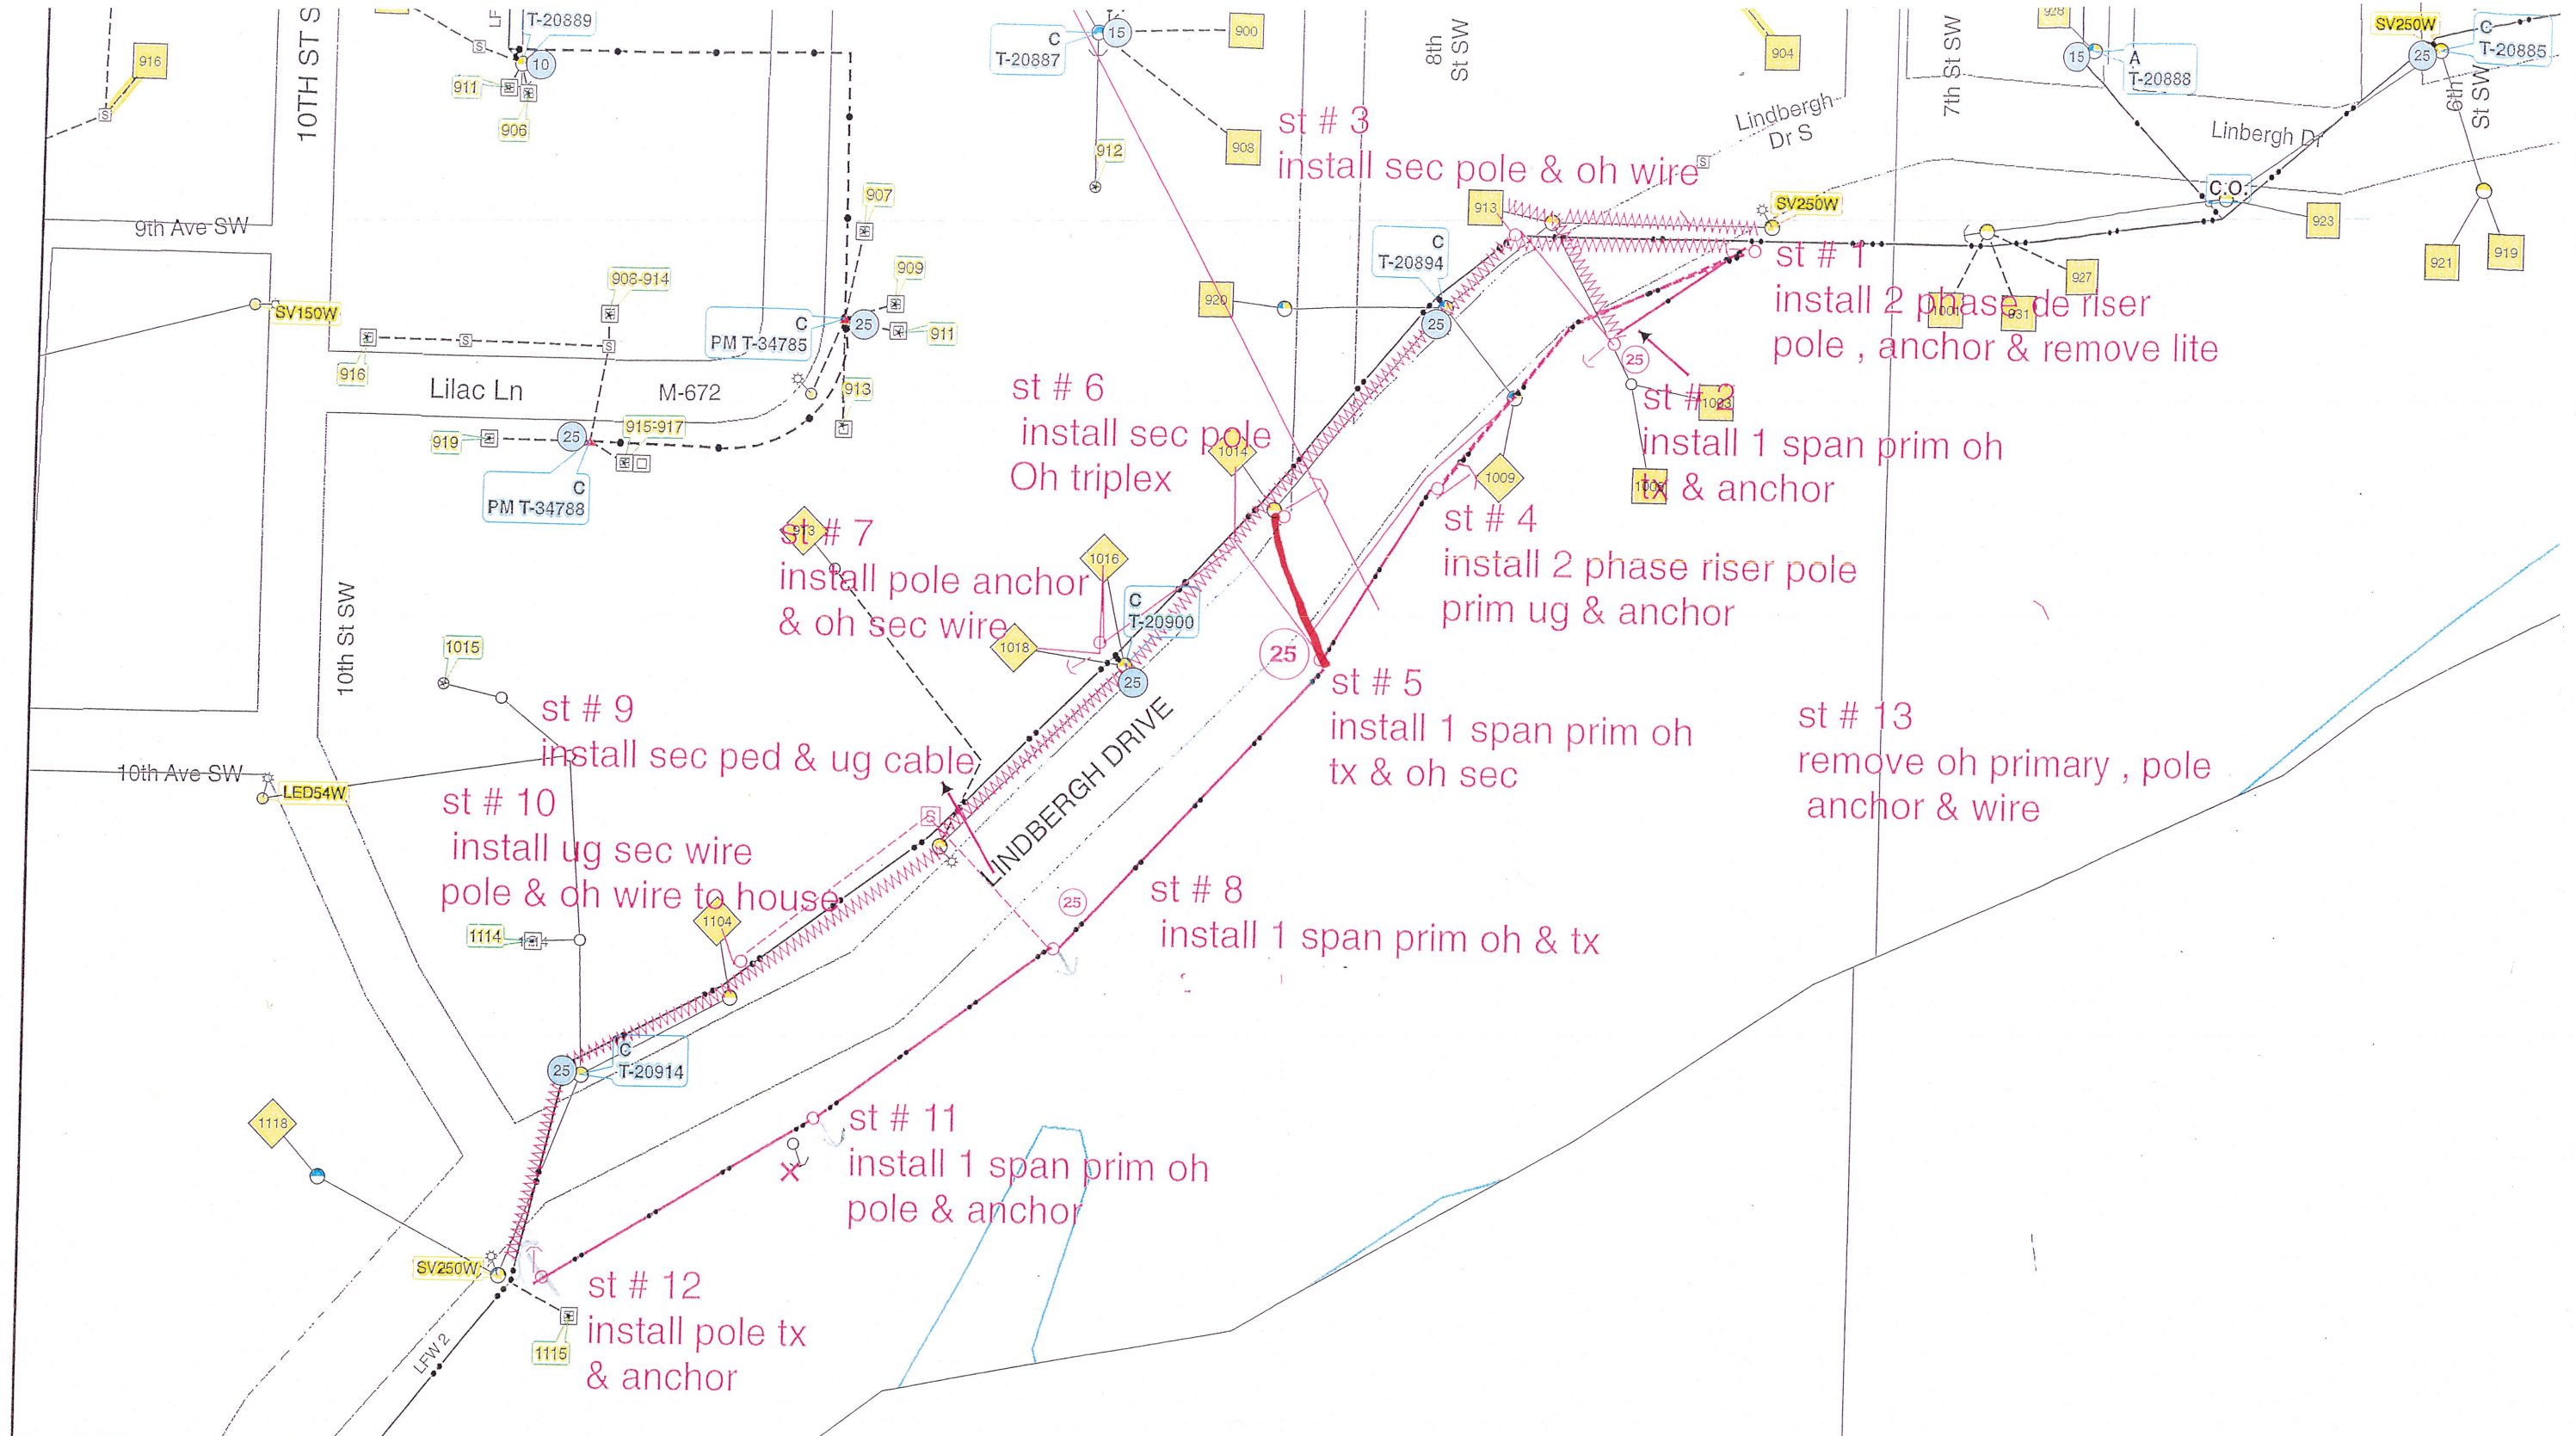 916
10TH ST S
T-20889
10
911
906
C
T-20887
15
900
908
912
8th
St SW
904
7th St SW
928
15
A
T-20888
SV250W
25
C
T-20885
6th
St SW
Lindbergh
Dr S
Linbergh Dr
C.O.
923
921
919
927
931
1001
st # 3
install sec pole & oh wire
S
913
SV250W
C
T-20894
25
920
st # 1
install 2 phase de riser
pole , anchor & remove lite
25
1003
st # 2
install 1 span prim oh
tx & anchor
9th Ave SW
SV150W
907
908-914
909
911
C
PM T-34785
25
916
S
S
Lilac Ln
M-672
913
919
25
915-917
C
PM T-34788
st # 6
install sec pole
Oh triplex
1014
1009
st # 4
install 2 phase riser pole
prim ug & anchor
st # 7
install pole anchor
& oh sec wire
1016
C
T-20900
1018
25
25
st # 5
install 1 span prim oh
tx & oh sec
st # 13
remove oh primary , pole
anchor & wire
10th St SW
1015
st # 9
install sec ped & ug cable
10th Ave SW
LED54W
st # 10
install ug sec wire
pole & oh wire to house
S
LINDBERGH DRIVE
1104
1114
25
st # 8
install 1 span prim oh & tx
25
C
T-20914
1118
st # 11
install 1 span prim oh
pole & anchor
x
SV250W
st # 12
install pole tx
& anchor
1115
LFW 2